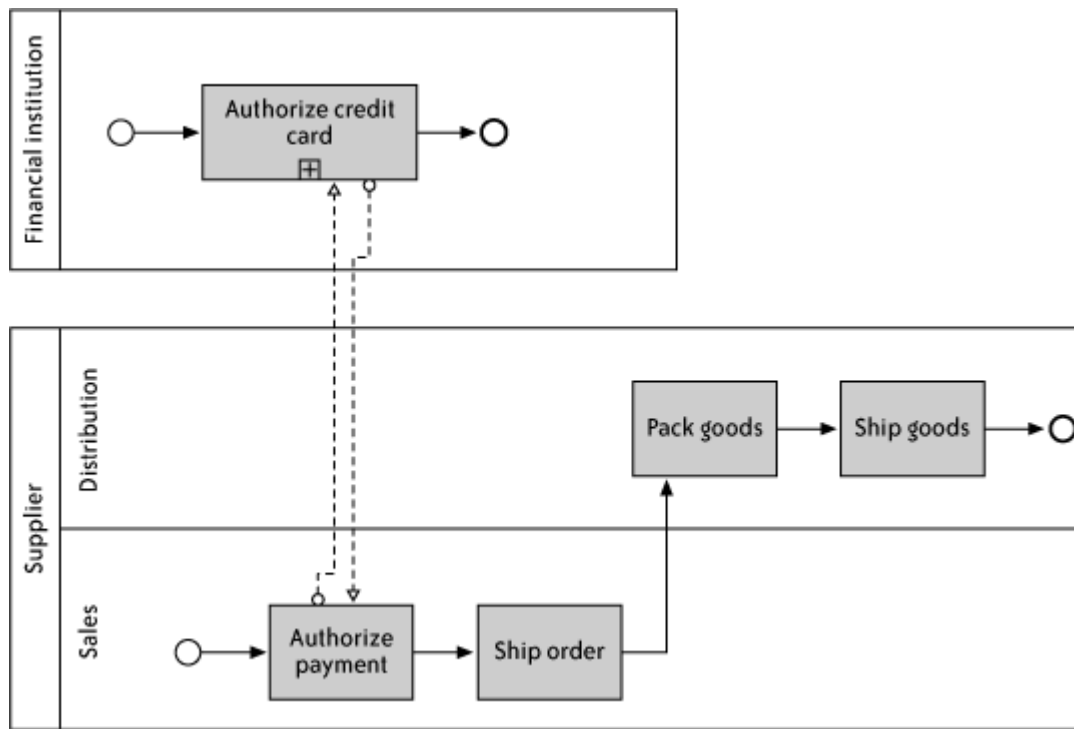 Financial institution
Authorize credit
card
Supplier
Distribution
Pack goods
Ship goods
Sales
Authorize
payment
Ship order